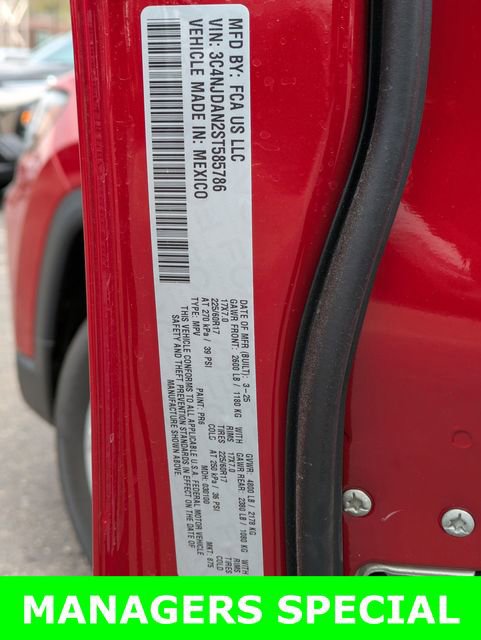 MFD BY: FCA US LLC
VIN: 3C4NJDAN2ST585786
VEHICLE MADE IN: MEXICO
DATE OF MFR (BUILT): 3-25 GVWR: 4800 LB / 2178 KG
GAWR FRONT: 2600 LB / 1180 KG WITH GAWR REAR: 2380 LB / 1080 KG WITH
17X7.0 RIMS 17X7.0 RIMS
225/60R17 TIRES 225/60R17 TIRES
AT 270 kPa / 39 PSI COLD AT 250 kPa / 36 PSI COLD
TYPE: MPV PAINT: PR6 MDH: 030100 MKT: 875
THIS VEHICLE CONFORMS TO ALL APPLICABLE U.S.A. FEDERAL MOTOR VEHICLE
SAFETY AND THEFT PREVENTION STANDARDS IN EFFECT ON THE DATE OF
MANUFACTURE SHOWN ABOVE.
MANAGERS SPECIAL